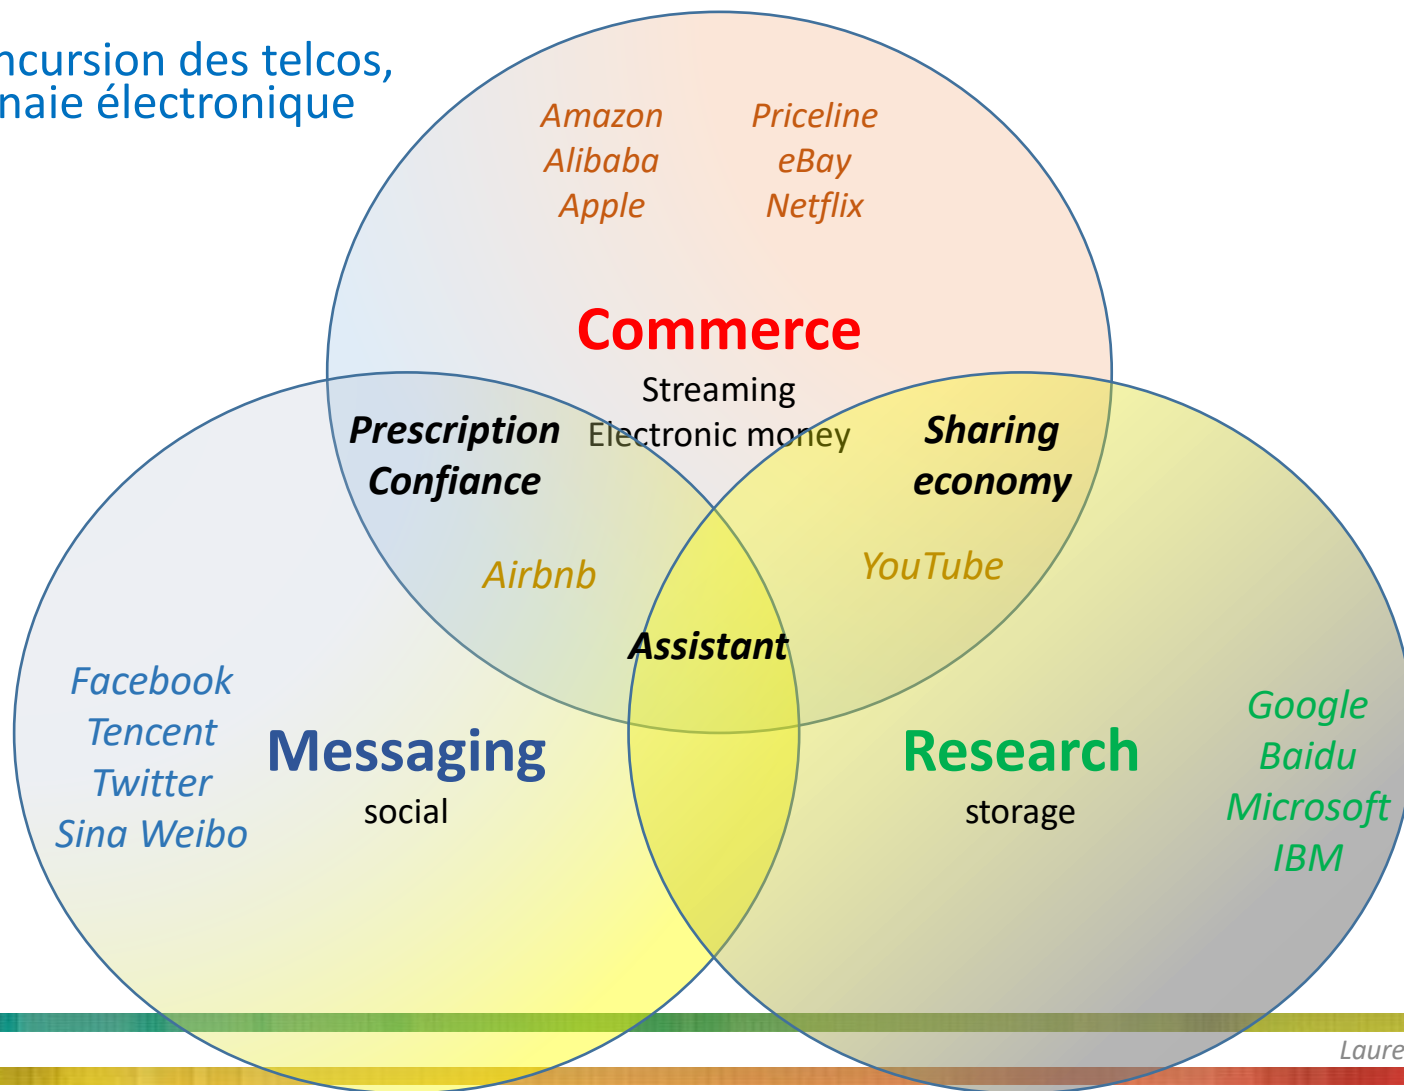 ncursion des telcos,
naie électronique
Amazon
Alibaba
Apple
Priceline
eBay
Netflix
Commerce
Streaming
Electronic money
Prescription
Confiance
Sharing
economy
Airbnb
YouTube
Assistant
Facebook
Tencent
Twitter
Sina Weibo
Messaging
social
Research
storage
Google
Baidu
Microsoft
IBM
Laure